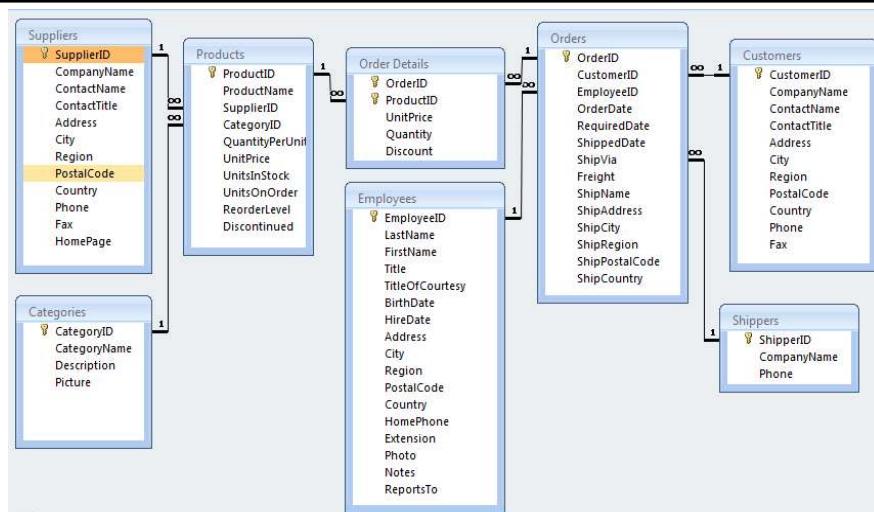 Suppliers
SupplierID
CompanyName
ContactName
ContactTitle
Address
City
Region
PostalCode
Country
Phone
Fax
HomePage
1
∞
∞
Products
ProductID
ProductName
SupplierID
CategoryID
QuantityPerUnit
UnitPrice
UnitsInStock
UnitsOnOrder
ReorderLevel
Discontinued
1
∞
Order Details
OrderID
ProductID
UnitPrice
Quantity
Discount
1
∞
∞
Orders
OrderID
CustomerID
EmployeeID
OrderDate
RequiredDate
ShippedDate
ShipVia
Freight
ShipName
ShipAddress
ShipCity
ShipRegion
ShipPostalCode
ShipCountry
∞
1
∞
Customers
CustomerID
CompanyName
ContactName
ContactTitle
Address
City
Region
PostalCode
Country
Phone
Fax
Categories
CategoryID
CategoryName
Description
Picture
1
Employees
EmployeeID
LastName
FirstName
Title
TitleOfCourtesy
BirthDate
HireDate
Address
City
Region
PostalCode
Country
HomePhone
Extension
Photo
Notes
ReportsTo
1
Shippers
ShipperID
CompanyName
Phone
1